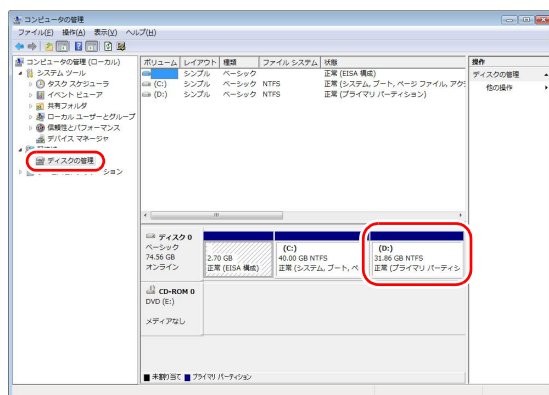 コンピュータの管理
ファイル(F) 操作(A) 表示(V) ヘルプ(H)
コンピュータの管理 (ローカル)
システム ツール
タスク スケジューラ
イベント ビューア
共有フォルダ
ローカル ユーザーとグループ
信頼性とパフォーマンス
デバイス マネージャ
ディスクの管理
ボリューム レイアウト 種類 ファイル システム 状態
シンプル ベーシック 正常 (EISA 構成)
(C:) シンプル ベーシック NTFS 正常 (システム, ブート, ページ ファイル, アク
(D:) シンプル ベーシック NTFS 正常 (プライマリ パーティション)
操作
ディスクの管理
他の操作
ディスク 0
ベーシック
74.56 GB
オンライン
2.70 GB
正常 (EISA 構成)
(C:)
40.00 GB NTFS
正常 (システム, ブート, ペ
(D:)
31.86 GB NTFS
正常 (プライマリ パーティシ
CD-ROM 0
DVD (E:)
メディアなし
未割り当て プライマリ パーティション